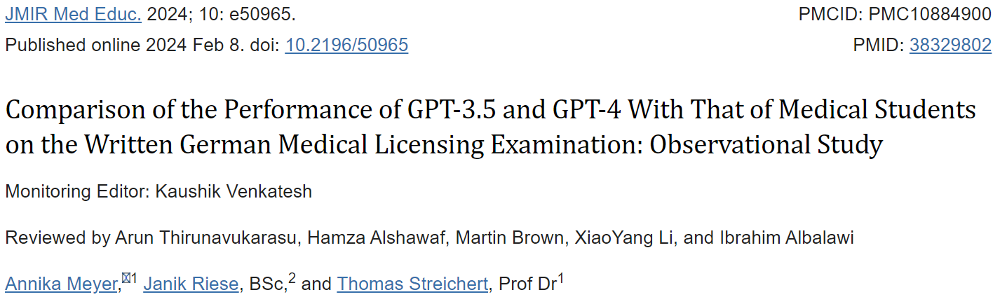 JMIR Med Educ. 2024; 10: e50965.
PMCID: PMC10884900
Published online 2024 Feb 8. doi: 10.2196/50965
PMID: 38329802
Comparison of the Performance of GPT-3.5 and GPT-4 With That of Medical Students
on the Written German Medical Licensing Examination: Observational Study
Monitoring Editor: Kaushik Venkatesh
Reviewed by Arun Thirunavukarasu, Hamza Alshawaf, Martin Brown, XiaoYang Li, and Ibrahim Albalawi
Annika Meyer,1 Janik Riese, BSc,2 and Thomas Streichert, Prof Dr1